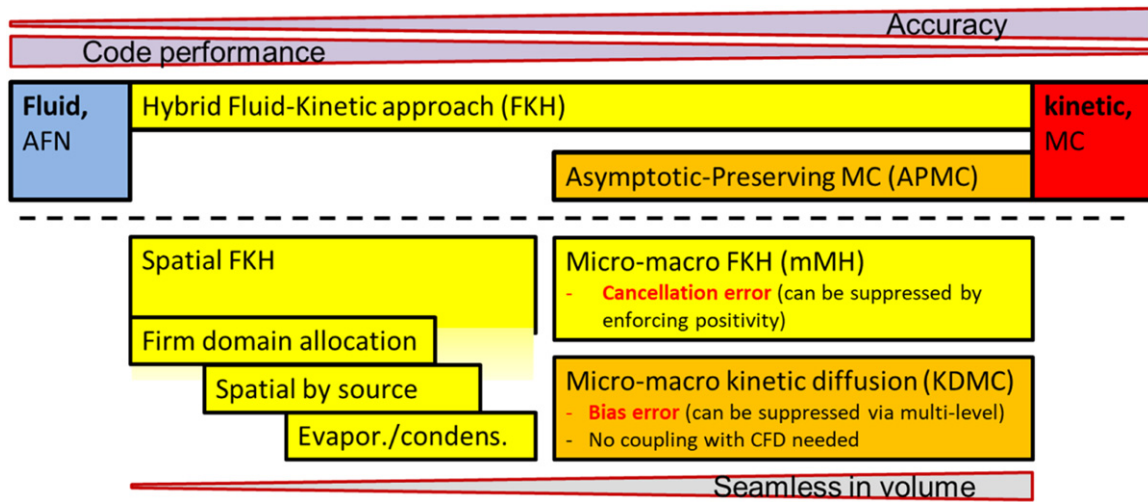 Accuracy
Code performance
Fluid,
AFN
Hybrid Fluid-Kinetic approach (FKH)
kinetic,
MC
Asymptotic-Preserving MC (APMC)
Spatial FKH
Firm domain allocation
Spatial by source
Evapor./condens.
Micro-macro FKH (mMH)
- Cancellation error (can be suppressed by
enforcing positivity)
Micro-macro kinetic diffusion (KDMC)
- Bias error (can be suppressed via multi-level)
- No coupling with CFD needed
Seamless in volume